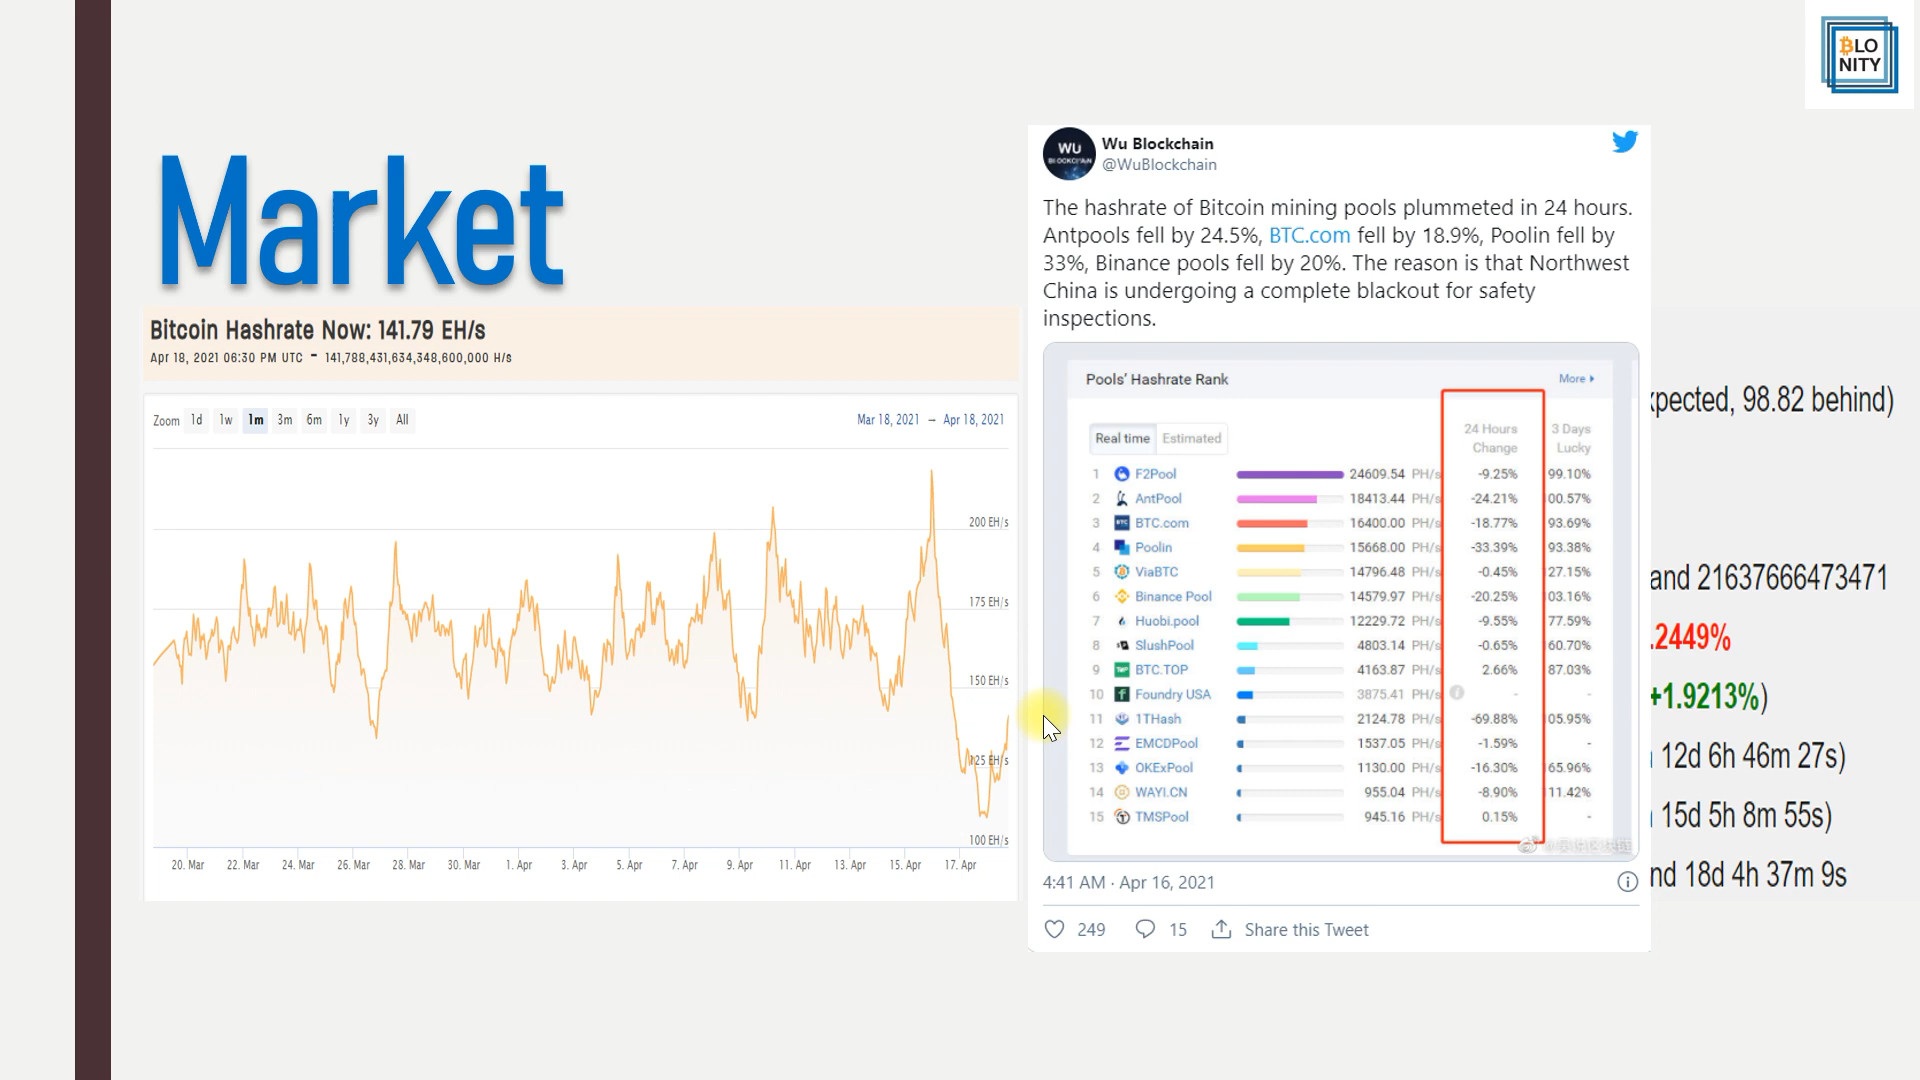 ₿LO
NITY
Market
Bitcoin Hashrate Now: 141.79 EH/s
Apr 18, 2021 06:30 PM UTC - 141,788,431,634,348,600,000 H/s
Zoom 1d 1w 1m 3m 6m 1y 3y All
Mar 18, 2021 → Apr 18, 2021
200 EH/s
175 EH/s
150 EH/s
125 EH/s
100 EH/s
20. Mar 22. Mar 24. Mar 26. Mar 28. Mar 30. Mar 1. Apr 3. Apr 5. Apr 7. Apr 9. Apr 11. Apr 13. Apr 15. Apr 17. Apr
WU
BLOCKCHAIN
Wu Blockchain
@WuBlockchain
The hashrate of Bitcoin mining pools plummeted in 24 hours.
Antpools fell by 24.5%, BTC.com fell by 18.9%, Poolin fell by
33%, Binance pools fell by 20%. The reason is that Northwest
China is undergoing a complete blackout for safety
inspections.
Pools' Hashrate Rank More
Real time Estimated
24 Hours Change
3 Days Lucky
1 F2Pool 24609.54 PH/s -9.25% 99.10%
2 AntPool 18413.44 PH/s -24.21% 00.57%
3 BTC.com 16400.00 PH/s -18.77% 93.69%
4 Poolin 15668.00 PH/s -33.39% 93.38%
5 ViaBTC 14796.48 PH/s -0.45% 27.15%
6 Binance Pool 14579.97 PH/s -20.25% 03.16%
7 Huobi.pool 12229.72 PH/s -9.55% 77.59%
8 SlushPool 4803.14 PH/s -0.65% 60.70%
9 BTC.TOP 4163.87 PH/s 2.66% 87.03%
10 Foundry USA 3875.41 PH/s - -
11 1THash 2124.78 PH/s -69.88% 05.95%
12 EMCDPool 1537.05 PH/s -1.59% -
13 OKExPool 1130.00 PH/s -16.30% 65.96%
14 WAYI.CN 955.04 PH/s -8.90% 11.42%
15 TMSPool 945.16 PH/s 0.15% -
4:41 AM · Apr 16, 2021
249 15 Share this Tweet
xpected, 98.82 behind)
and 21637666473471
.2449%
+1.9213%)
12d 6h 46m 27s)
15d 5h 8m 55s)
nd 18d 4h 37m 9s